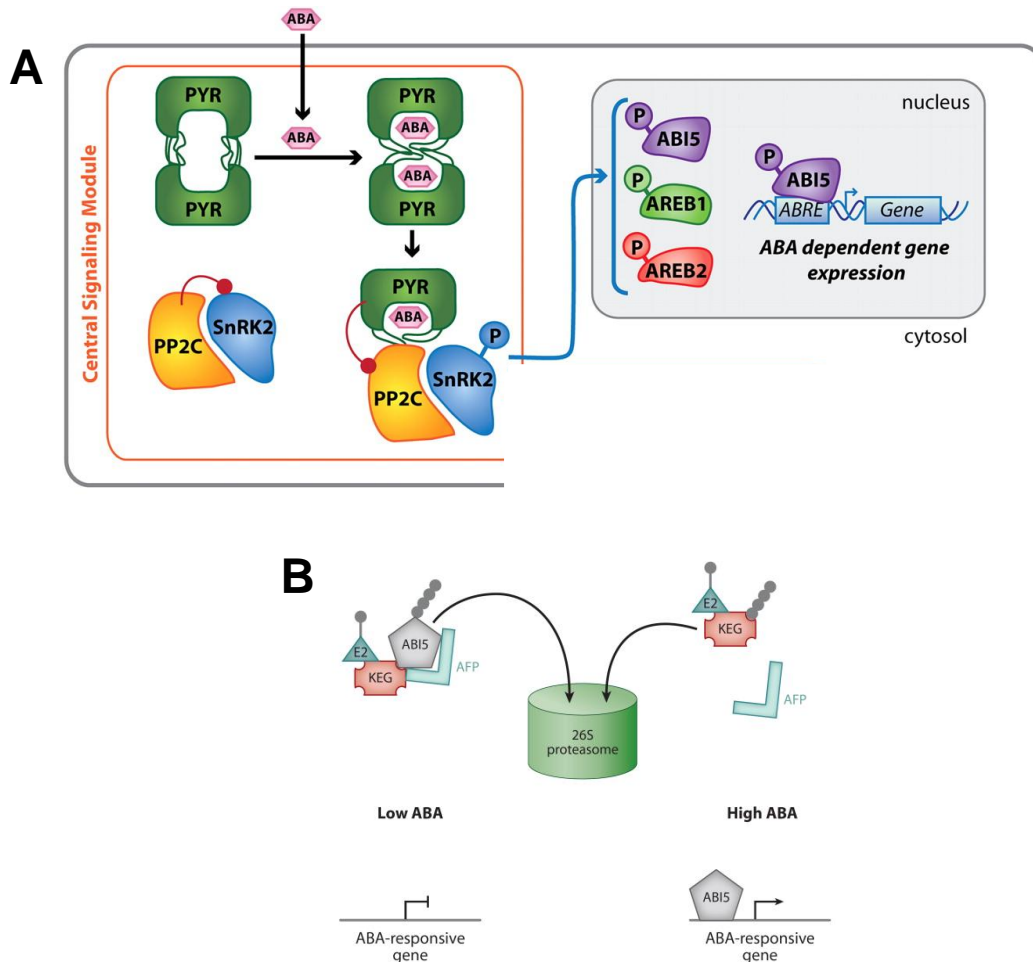 A
ABA
Central Signaling Module
PYR
PYR
ABA
PYR
ABA
ABA
PYR
PP2C
SnRK2
PYR
ABA
PP2C
SnRK2
P
nucleus
P
ABI5
P
AREB1
P
AREB2
P
ABI5
ABRE
Gene
ABA dependent gene
expression
cytosol
B
E2
KEG
ABI5
AFP
E2
KEG
AFP
26S
proteasome
Low ABA
High ABA
ABA-responsive
gene
ABI5
ABA-responsive
gene